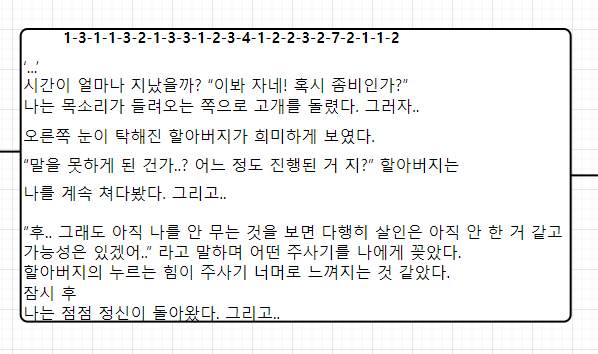 1-3-1-1-3-2-1-3-3-1-2-3-4-1-2-2-3-2-7-2-1-1-2
‘...’
시간이 얼마나 지났을까? “이봐 자네! 혹시 좀비인가?”
나는 목소리가 들려오는 쪽으로 고개를 돌렸다. 그러자..
오른쪽 눈이 탁해진 할아버지가 희미하게 보였다.
“말을 못하게 된 건가..? 어느 정도 진행된 거 지?” 할아버지는
나를 계속 쳐다봤다. 그리고..
“후.. 그래도 아직 나를 안 무는 것을 보면 다행히 살인은 아직 안 한 거 같고
가능성은 있겠어..” 라고 말하며 어떤 주사기를 나에게 꽂았다.
할아버지의 누르는 힘이 주사기 너머로 느껴지는 것 같았다.
잠시 후
나는 점점 정신이 돌아왔다. 그리고..